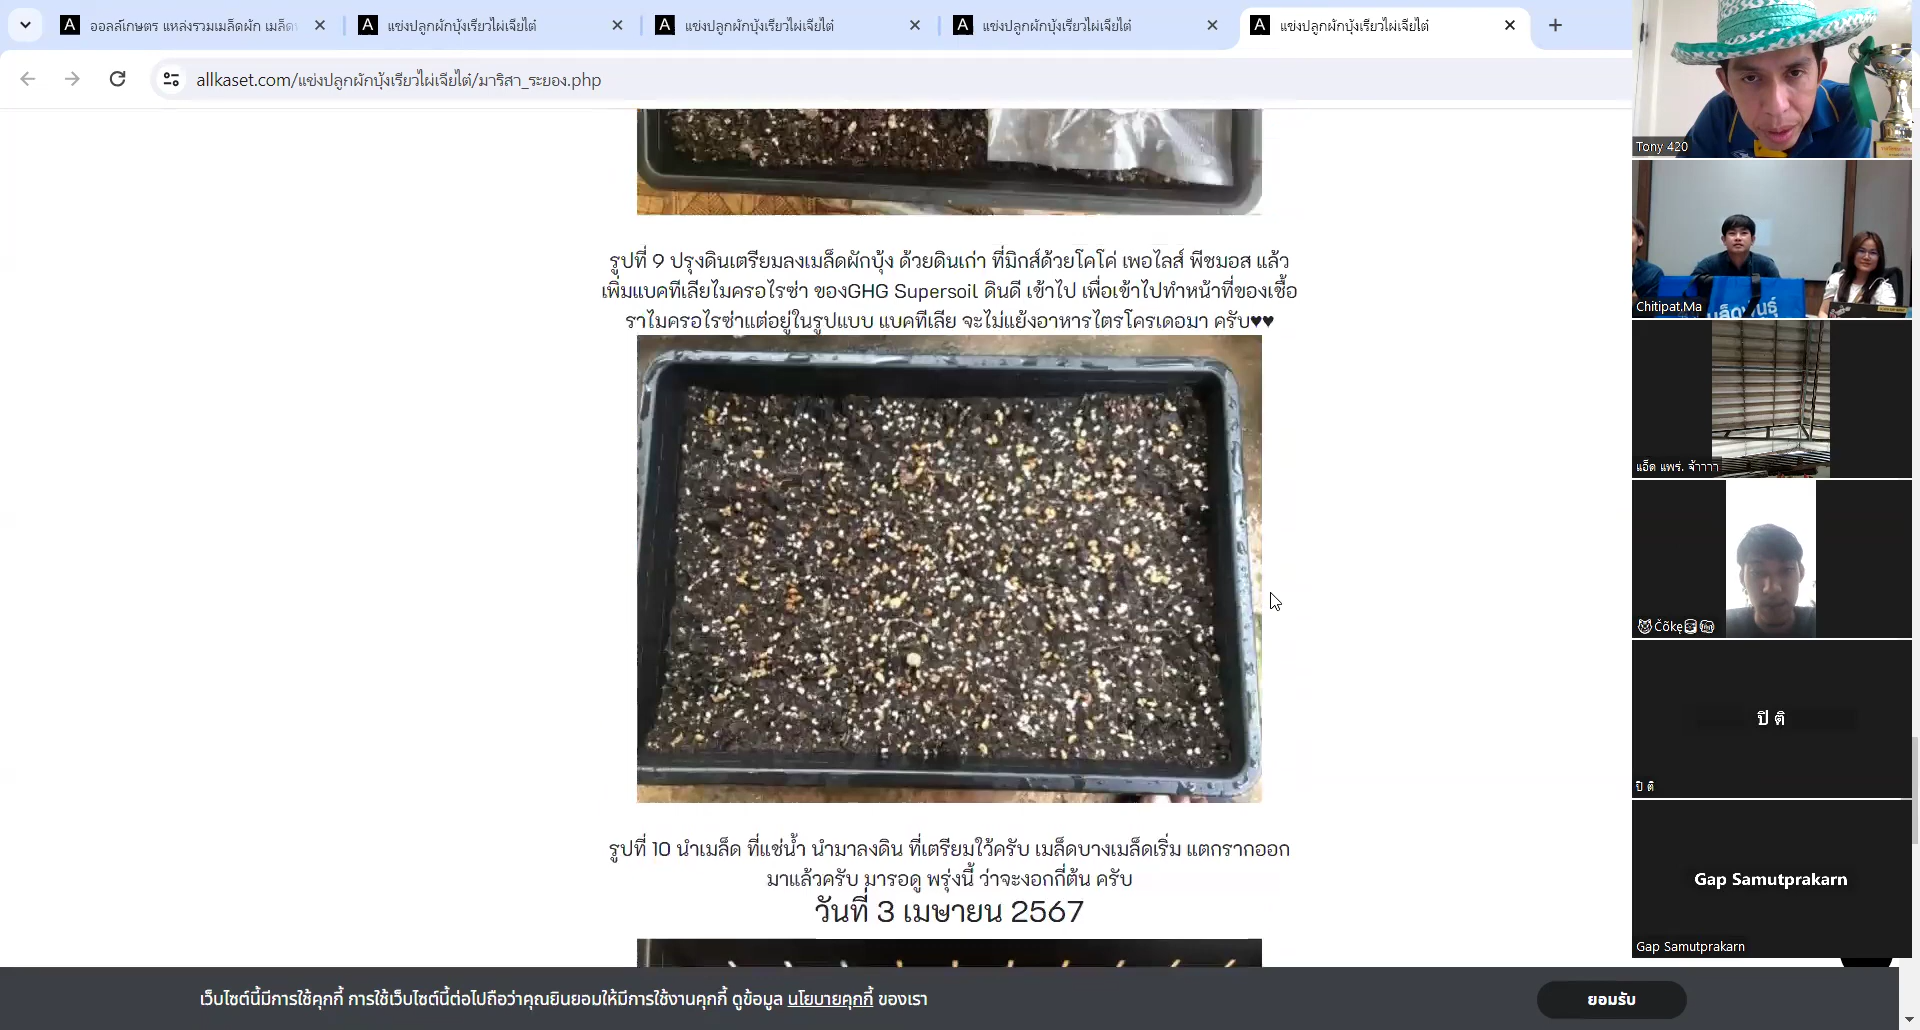 ออลล์เกษตร แหล่งรวมเมล็ดผัก เมล็ด
แข่งปลูกผักบุ้งเรียวไผ่เจียไต๋
แข่งปลูกผักบุ้งเรียวไผ่เจียไต๋
แข่งปลูกผักบุ้งเรียวไผ่เจียไต๋
แข่งปลูกผักบุ้งเรียวไผ่เจียไต๋
allkaset.com/แข่งปลูกผักบุ้งเรียวไผ่เจียไต๋/มาริสา_ระยอง.php
รูปที่ 9 ปรุงดินเตรียมลงเมล็ดผักบุ้ง ด้วยดินเก่า ที่มิกส์ด้วยโคโค่ เพอไลส์ พีชมอส แล้ว
เพิ่มแบคทีเลียไมครอไรซ่า ของGHG Supersoil ดินดี เข้าไป เพื่อเข้าไปทำหน้าที่ของเชื้อ
ราไมครอไรซ่าแต่อยู่ในรูปแบบ แบคทีเลีย จะไม่แย้งอาหารไตรโครเดอมา ครับ♥♥
รูปที่ 10 นำเมล็ด ที่แช่น้ำ นำมาลงดิน ที่เตรียมใว้ครับ เมล็ดบางเมล็ดเริ่ม แตกรากออก
มาแล้วครับ มารอดู พรุ่งนี้ ว่าจะงอกกี่ต้น ครับ
วันที่ 3 เมษายน 2567
เว็บไซต์นี้มีการใช้คุกกี้ การใช้เว็บไซต์นี้ต่อไปถือว่าคุณยินยอมให้มีการใช้งานคุกกี้ ดูข้อมูล นโยบายคุกกี้ ของเรา
ยอมรับ
Tony 420
Chitipat.Ma
แอ็ด แพร่. จ้าาาา
Čõkę
ปิ ติ
ปิ ติ
Gap Samutprakarn
Gap Samutprakarn